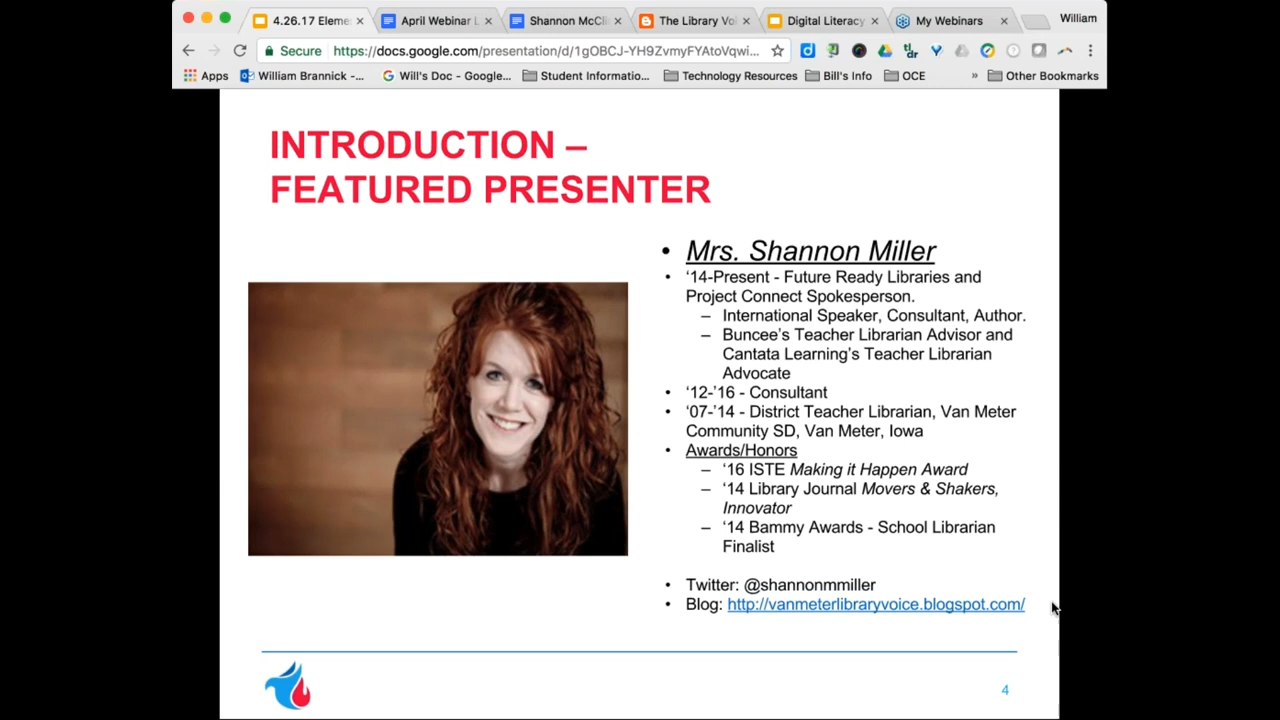 4.26.17 Eleme
April Webinar L
Shannon McCli
The Library Voi
Digital Literacy
My Webinars
William
Secure
https://docs.google.com/presentation/d/1gOBCJ-YH9ZvmyFYAtoVqwi...
tl;dr
Apps
William Brannick -...
Will's Doc - Google...
Student Informatio...
Technology Resources
Bill's Info
OCE
»
Other Bookmarks
INTRODUCTION –
FEATURED PRESENTER
• Mrs. Shannon Miller
• ‘14-Present - Future Ready Libraries and
Project Connect Spokesperson.
– International Speaker, Consultant, Author.
– Buncee’s Teacher Librarian Advisor and
Cantata Learning’s Teacher Librarian
Advocate
• ‘12-’16 - Consultant
• ‘07-’14 - District Teacher Librarian, Van Meter
Community SD, Van Meter, Iowa
• Awards/Honors
– ‘16 ISTE Making it Happen Award
– ‘14 Library Journal Movers & Shakers,
Innovator
– ‘14 Bammy Awards - School Librarian
Finalist
• Twitter: @shannonmmiller
• Blog: http://vanmeterlibraryvoice.blogspot.com/
4